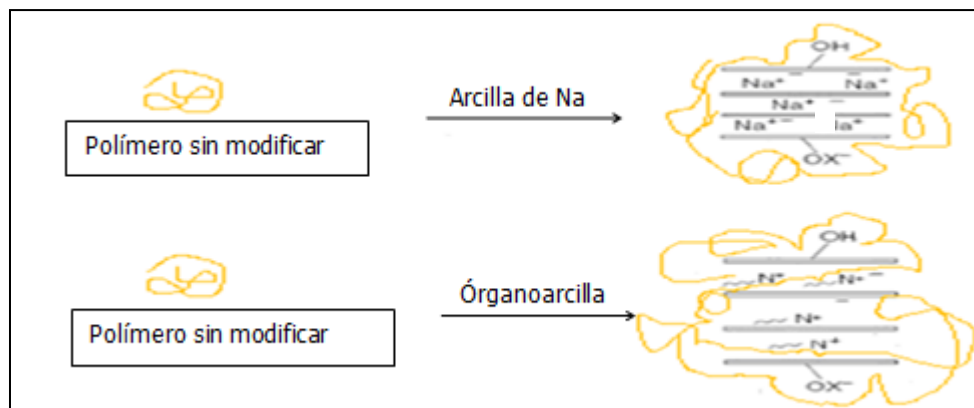 OH
Arcilla de Na
Na⁺ ⁻ ⁻ Na⁺
Na⁺ ⁻
Polímero sin modificar
Na⁺ ⁻
OX⁻
OH
Órganoarcilla
N⁺ N⁺ ⁻
⁻
N⁺
Polímero sin modificar
N⁺
OX⁻